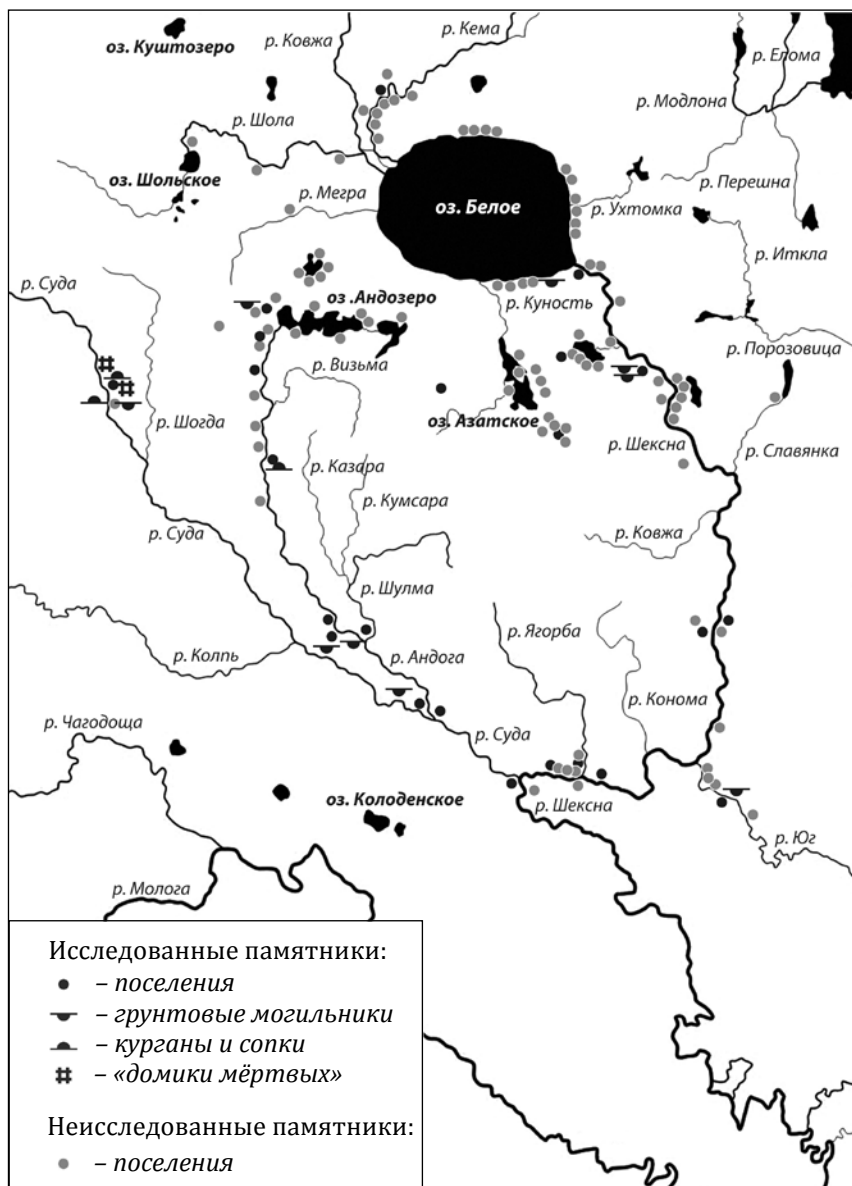 оз. Куштозеро
р. Ковжа
р. Кема
р. Елома
р. Модлона
р. Шола
оз. Шольское
р. Перешна
р. Мегра
оз. Белое
р. Ухтомка
р. Иткла
р. Суда
оз .Андозеро
р. Куность
р. Порозовица
р. Визьма
р. Шогда
оз. Азатское
р. Шексна
р. Славянка
р. Казара
р. Кумсара
р. Суда
р. Ковжа
р. Шулма
р. Ягорба
р. Колпь
р. Андога
р. Конома
р. Чагодоща
р. Суда
оз. Колоденское
р. Шексна
р. Юг
р. Молога
Исследованные памятники:
– поселения
– грунтовые могильники
– курганы и сопки
– «домики мёртвых»
Неисследованные памятники:
– поселения